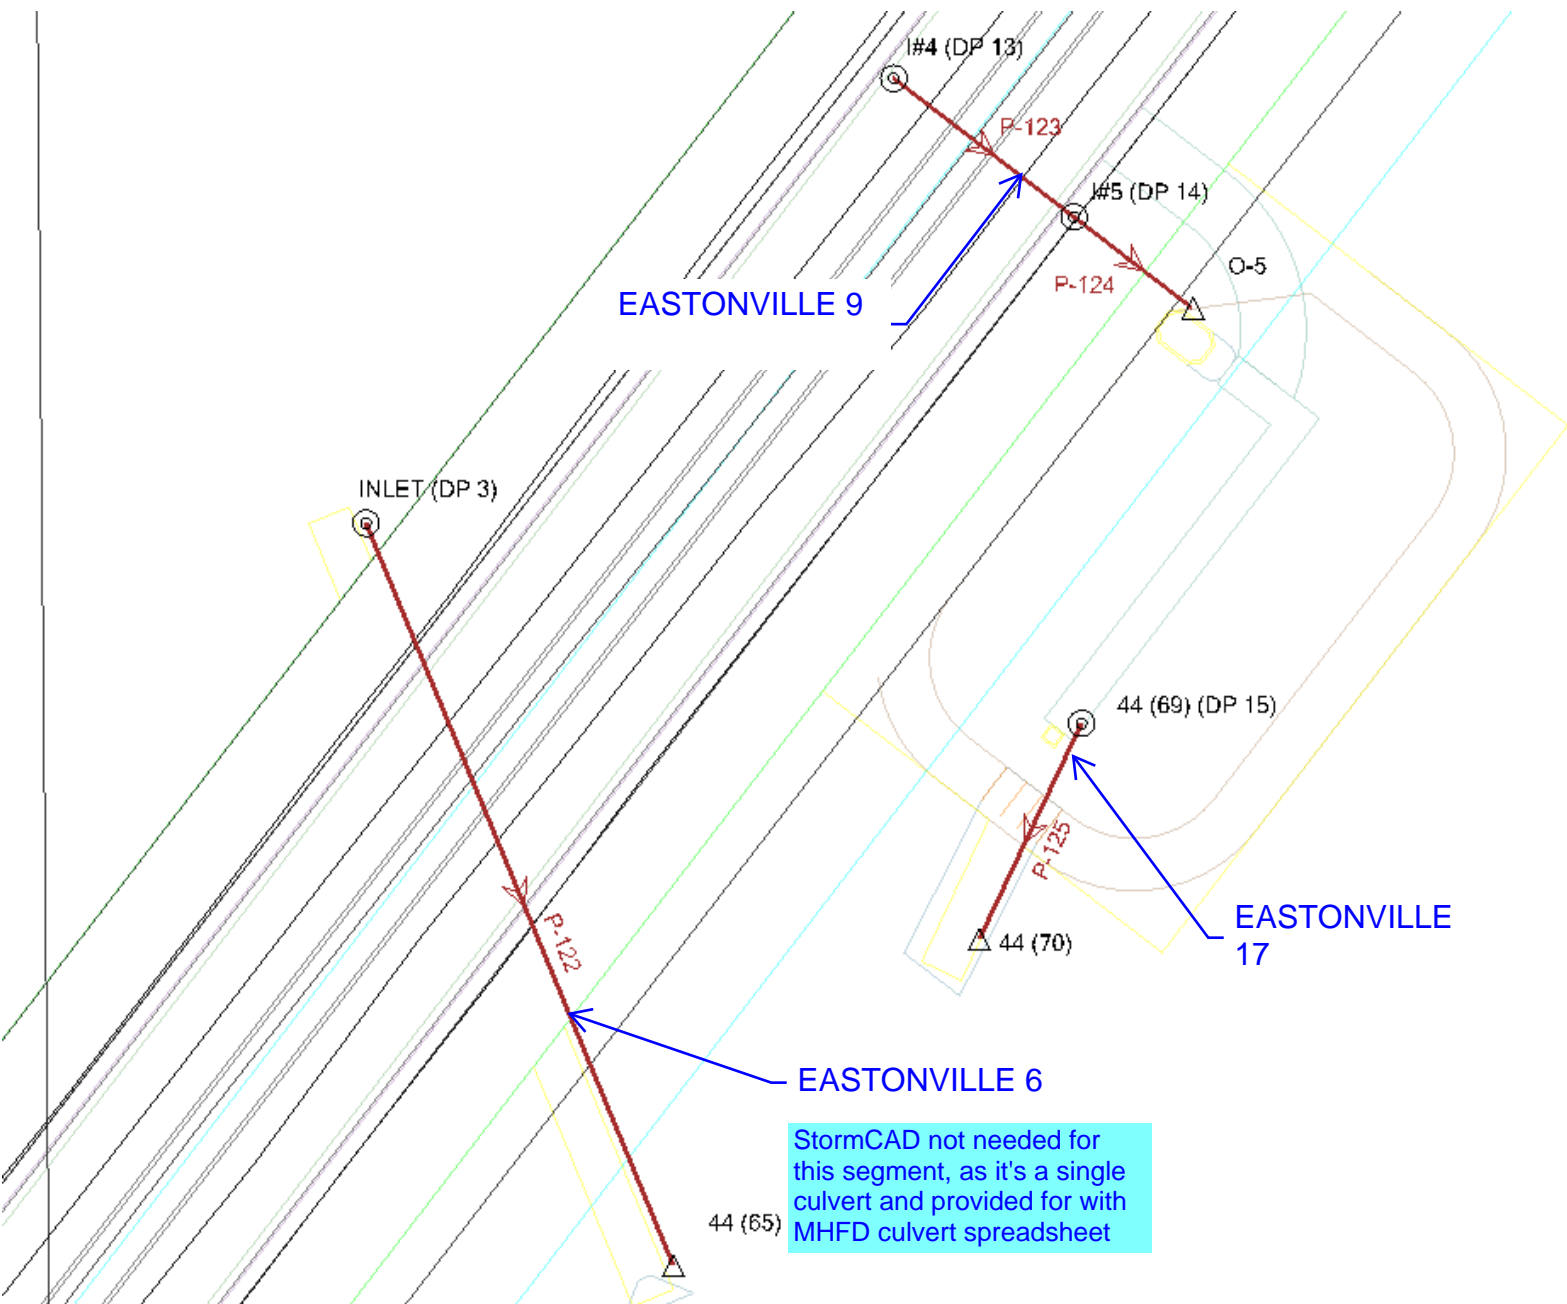 I#4 (DP 13)
P-123
I#5 (DP 14)
O-5
P-124
EASTONVILLE 9
INLET (DP 3)
44 (69) (DP 15)
P-125
EASTONVILLE
17
44 (70)
P-122
EASTONVILLE 6
StormCAD not needed for
this segment, as it's a single
culvert and provided for with
MHFD culvert spreadsheet
44 (65)